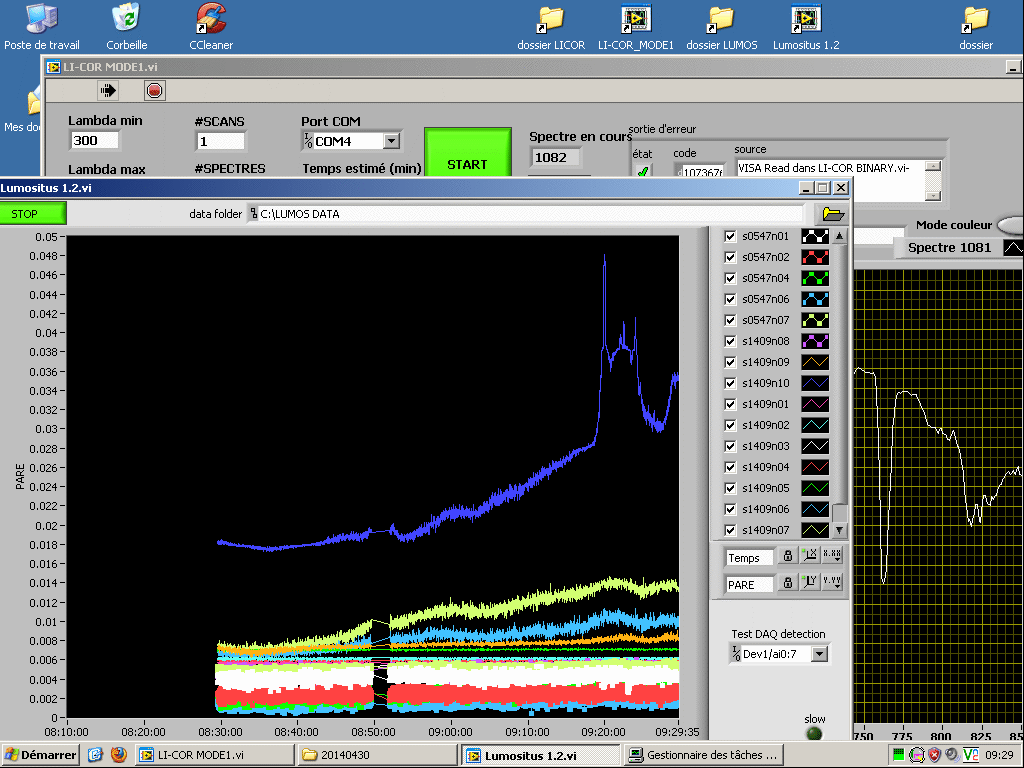 Poste de travail
Corbeille
CCleaner
dossier LICOR
LI-COR_MODE1
dossier LUMOS
Lumositus 1.2
dossier
LI-COR MODE1.vi
Mes do
Lambda min
300
Lambda max
#SCANS
1
#SPECTRES
Port COM
COM4
Temps estimé (min)
START
Spectre en cours
1082
sortie d'erreur
état
code
107367
source
VISA Read dans LI-COR BINARY.vi-
Mode couleur
Spectre 1081
Lumositus 1.2.vi
STOP
data folder
C:\LUMOS DATA
0.05
0.048
0.046
0.044
0.042
0.04
0.038
0.036
0.034
0.032
0.03
0.028
0.026
0.024
0.022
0.02
0.018
0.016
0.014
0.012
0.01
0.008
0.006
0.004
0.002
0
PARE
08:10:00
08:20:00
08:30:00
08:40:00
08:50:00
09:00:00
09:10:00
09:20:00
09:29:35
s0547n01
s0547n02
s0547n04
s0547n06
s0547n07
s1409n08
s1409n09
s1409n10
s1409n01
s1409n02
s1409n03
s1409n04
s1409n05
s1409n06
s1409n07
Temps
X.XX
PARE
Y.YY
Test DAQ detection
Dev1/ai0:7
slow
750
775
800
825
85
Démarrer
LI-COR MODE1.vi
20140430
Lumositus 1.2.vi
Gestionnaire des tâches ...
V2
09:29